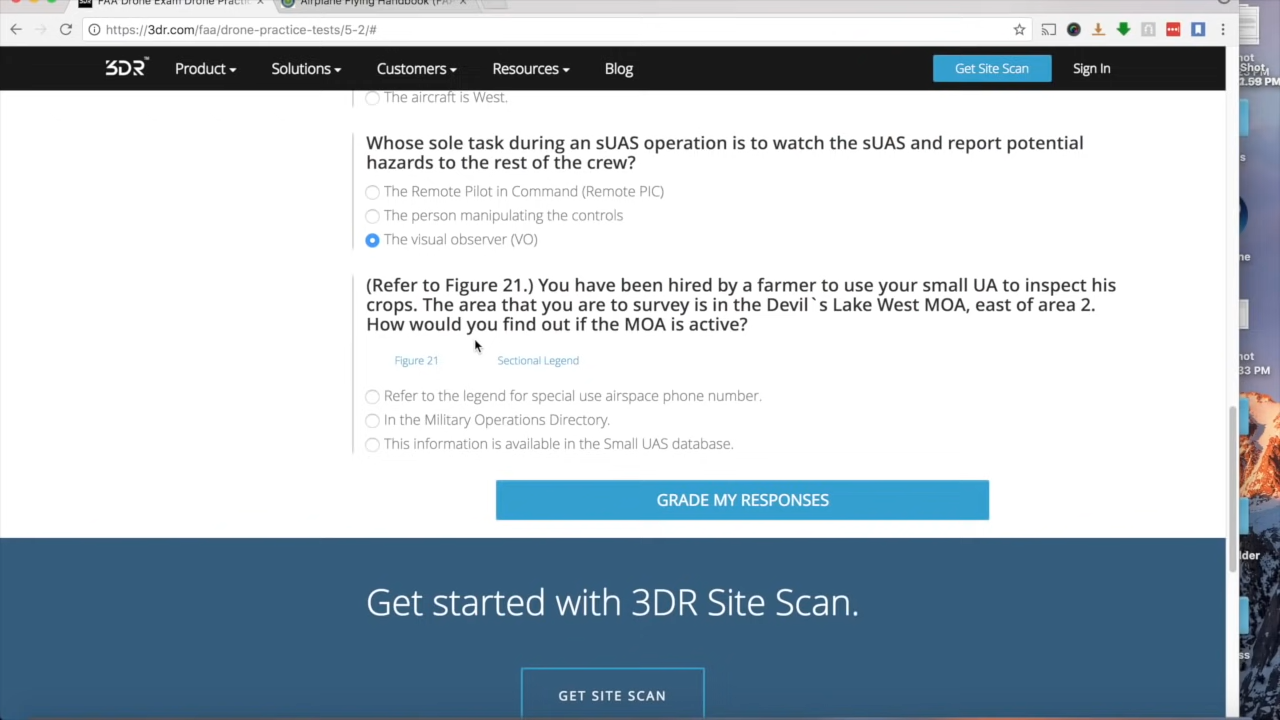 FAA Drone Exam Drone Practi
Airplane Flying Handbook (FAA
https://3dr.com/faa/drone-practice-tests/5-2/#
3DR
Product
Solutions
Customers
Resources
Blog
Get Site Scan
Sign In
The aircraft is West.
Whose sole task during an sUAS operation is to watch the sUAS and report potential
hazards to the rest of the crew?
The Remote Pilot in Command (Remote PIC)
The person manipulating the controls
The visual observer (VO)
(Refer to Figure 21.) You have been hired by a farmer to use your small UA to inspect his
crops. The area that you are to survey is in the Devil`s Lake West MOA, east of area 2.
How would you find out if the MOA is active?
Figure 21
Sectional Legend
Refer to the legend for special use airspace phone number.
In the Military Operations Directory.
This information is available in the Small UAS database.
GRADE MY RESPONSES
Get started with 3DR Site Scan.
GET SITE SCAN